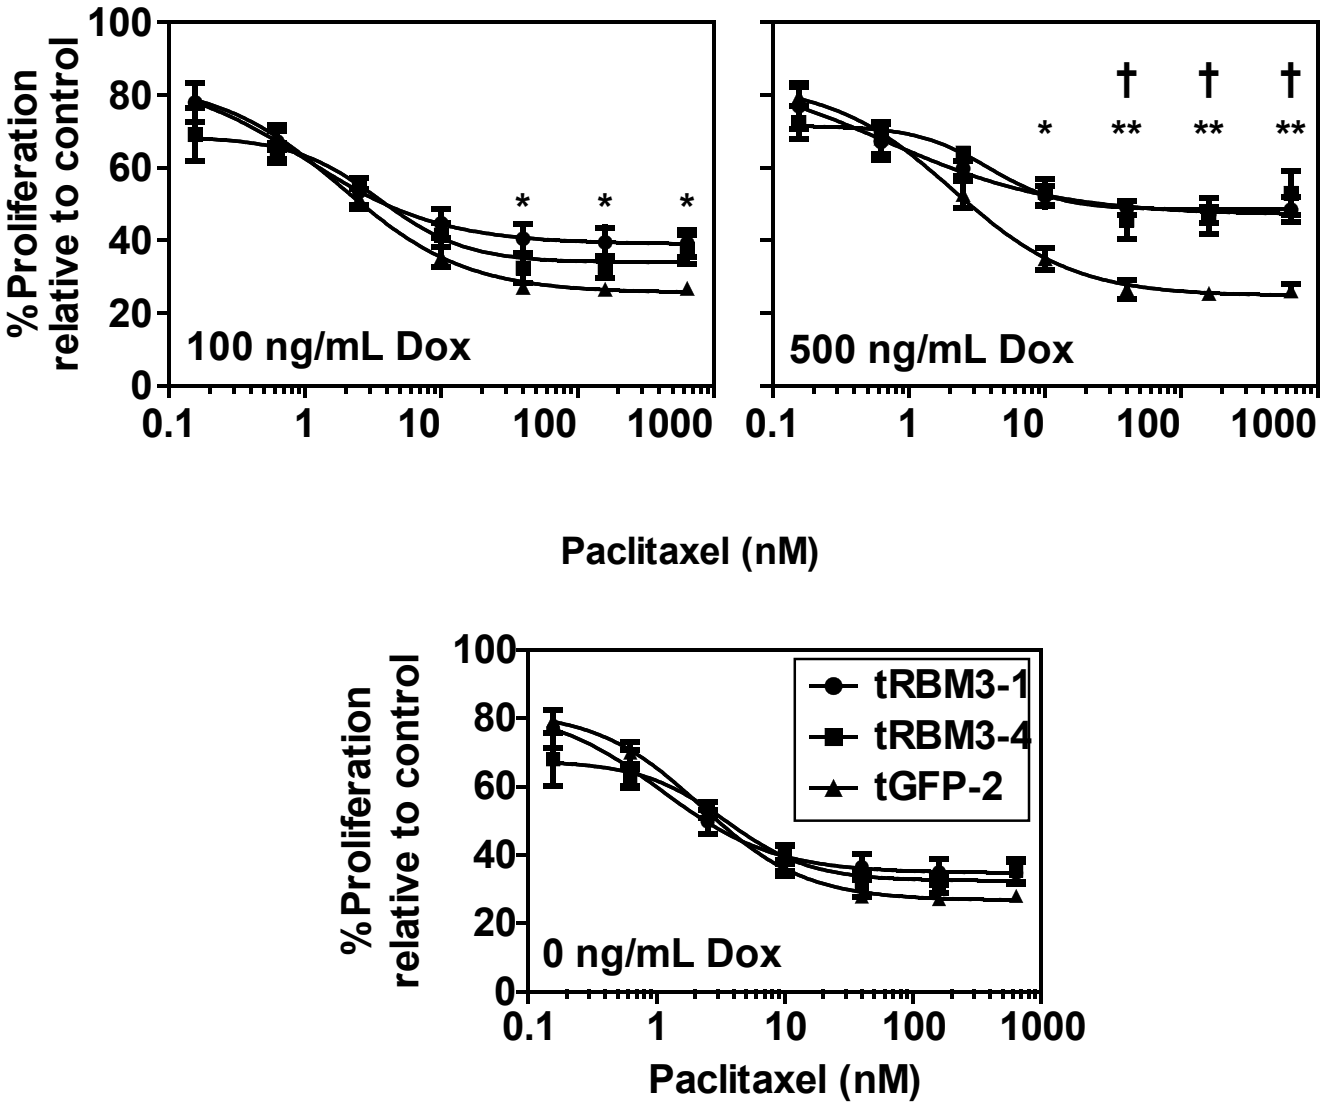 %Proliferation
relative to control
100
80
60
40
20
0
* * *
100 ng/mL Dox
0.1 1 10 100 1000
† † †
* ** ** **
500 ng/mL Dox
0.1 1 10 100 1000
Paclitaxel (nM)
%Proliferation
relative to control
100
80
60
40
20
0
tRBM3-1
tRBM3-4
tGFP-2
0 ng/mL Dox
0.1 1 10 100 1000
Paclitaxel (nM)